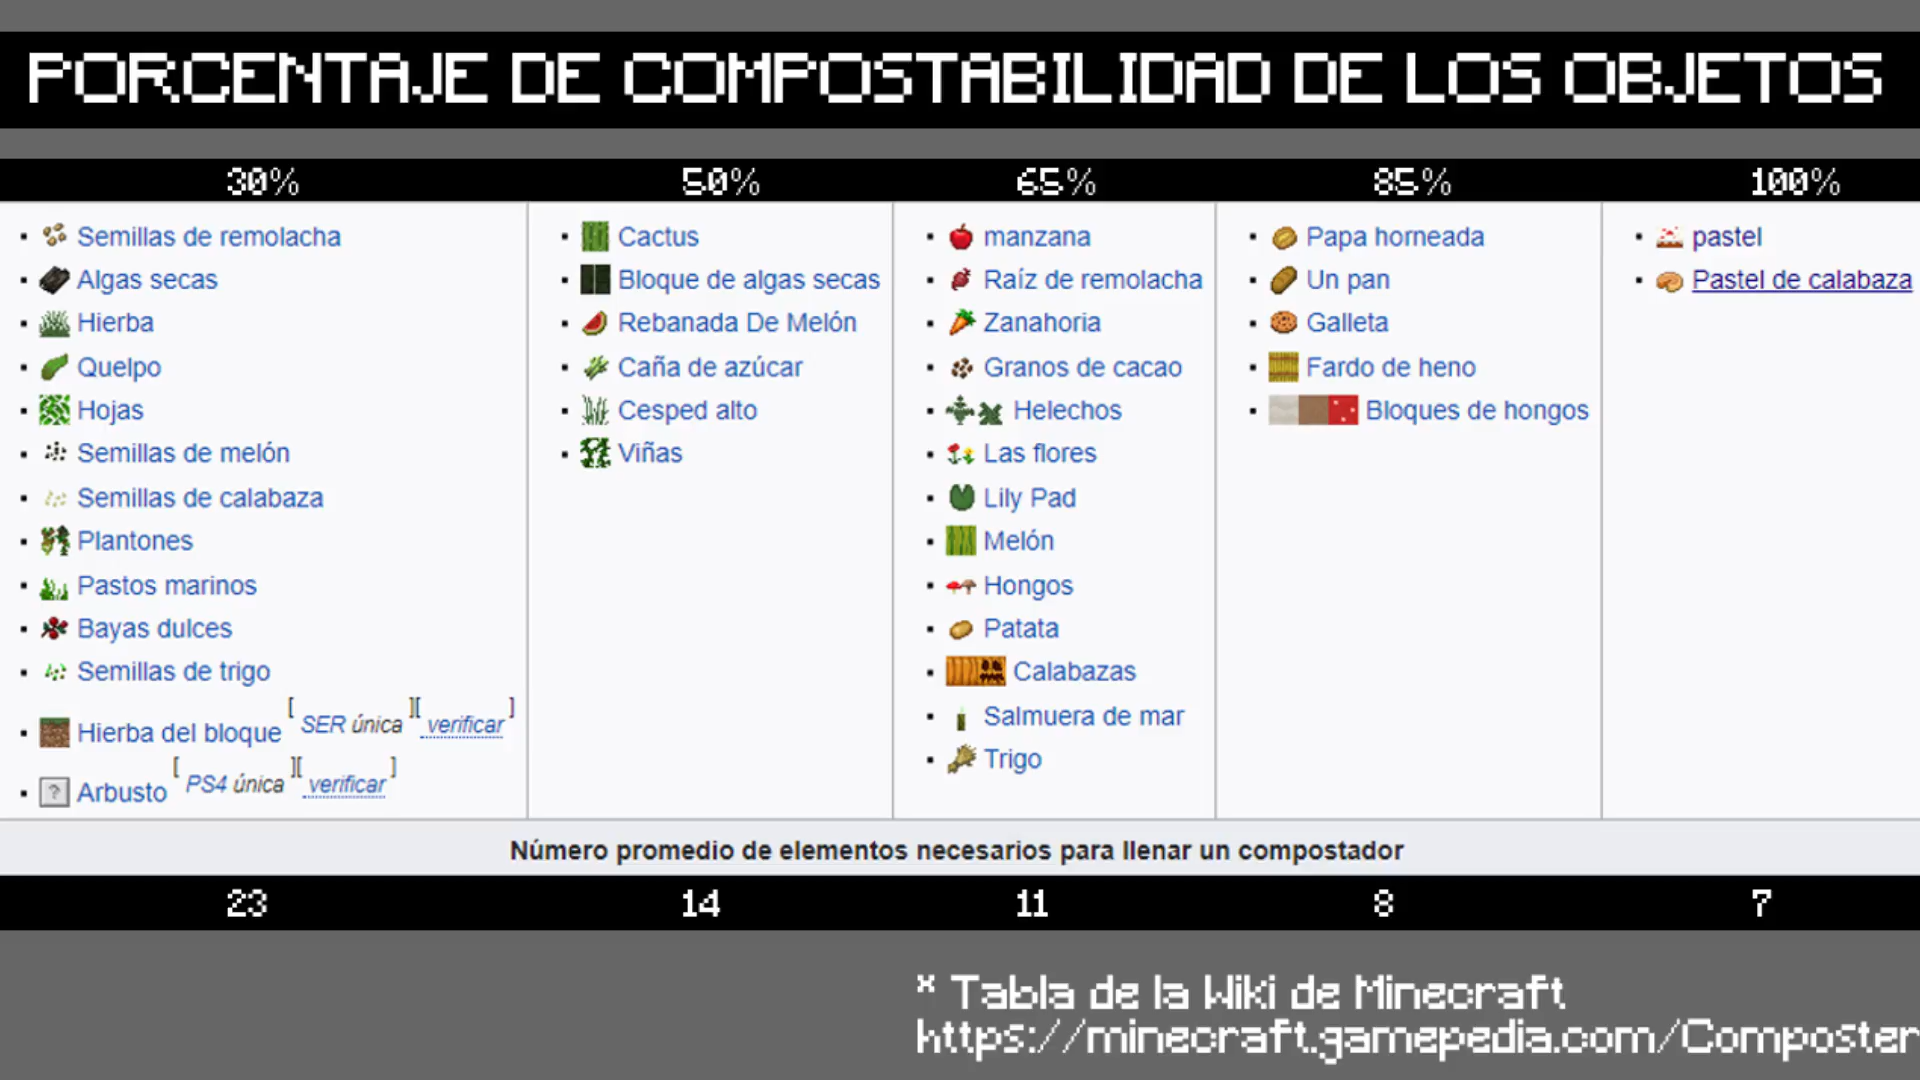 PORCENTAJE DE COMPOSTABILIDAD DE LOS OBJETOS
30% 50% 65% 85% 100%
Semillas de remolacha
Algas secas
Hierba
Quelpo
Hojas
Semillas de melón
Semillas de calabaza
Plantones
Pastos marinos
Bayas dulces
Semillas de trigo
Hierba del bloque [SER única][verificar]
Arbusto [PS4 única][verificar]
Cactus
Bloque de algas secas
Rebanada De Melón
Caña de azúcar
Cesped alto
Viñas
manzana
Raíz de remolacha
Zanahoria
Granos de cacao
Helechos
Las flores
Lily Pad
Melón
Hongos
Patata
Calabazas
Salmuera de mar
Trigo
Papa horneada
Un pan
Galleta
Fardo de heno
Bloques de hongos
pastel
Pastel de calabaza
Número promedio de elementos necesarios para llenar un compostador
23 14 11 8 7
* Tabla de la Wiki de Minecraft
https://minecraft.gamepedia.com/Composter